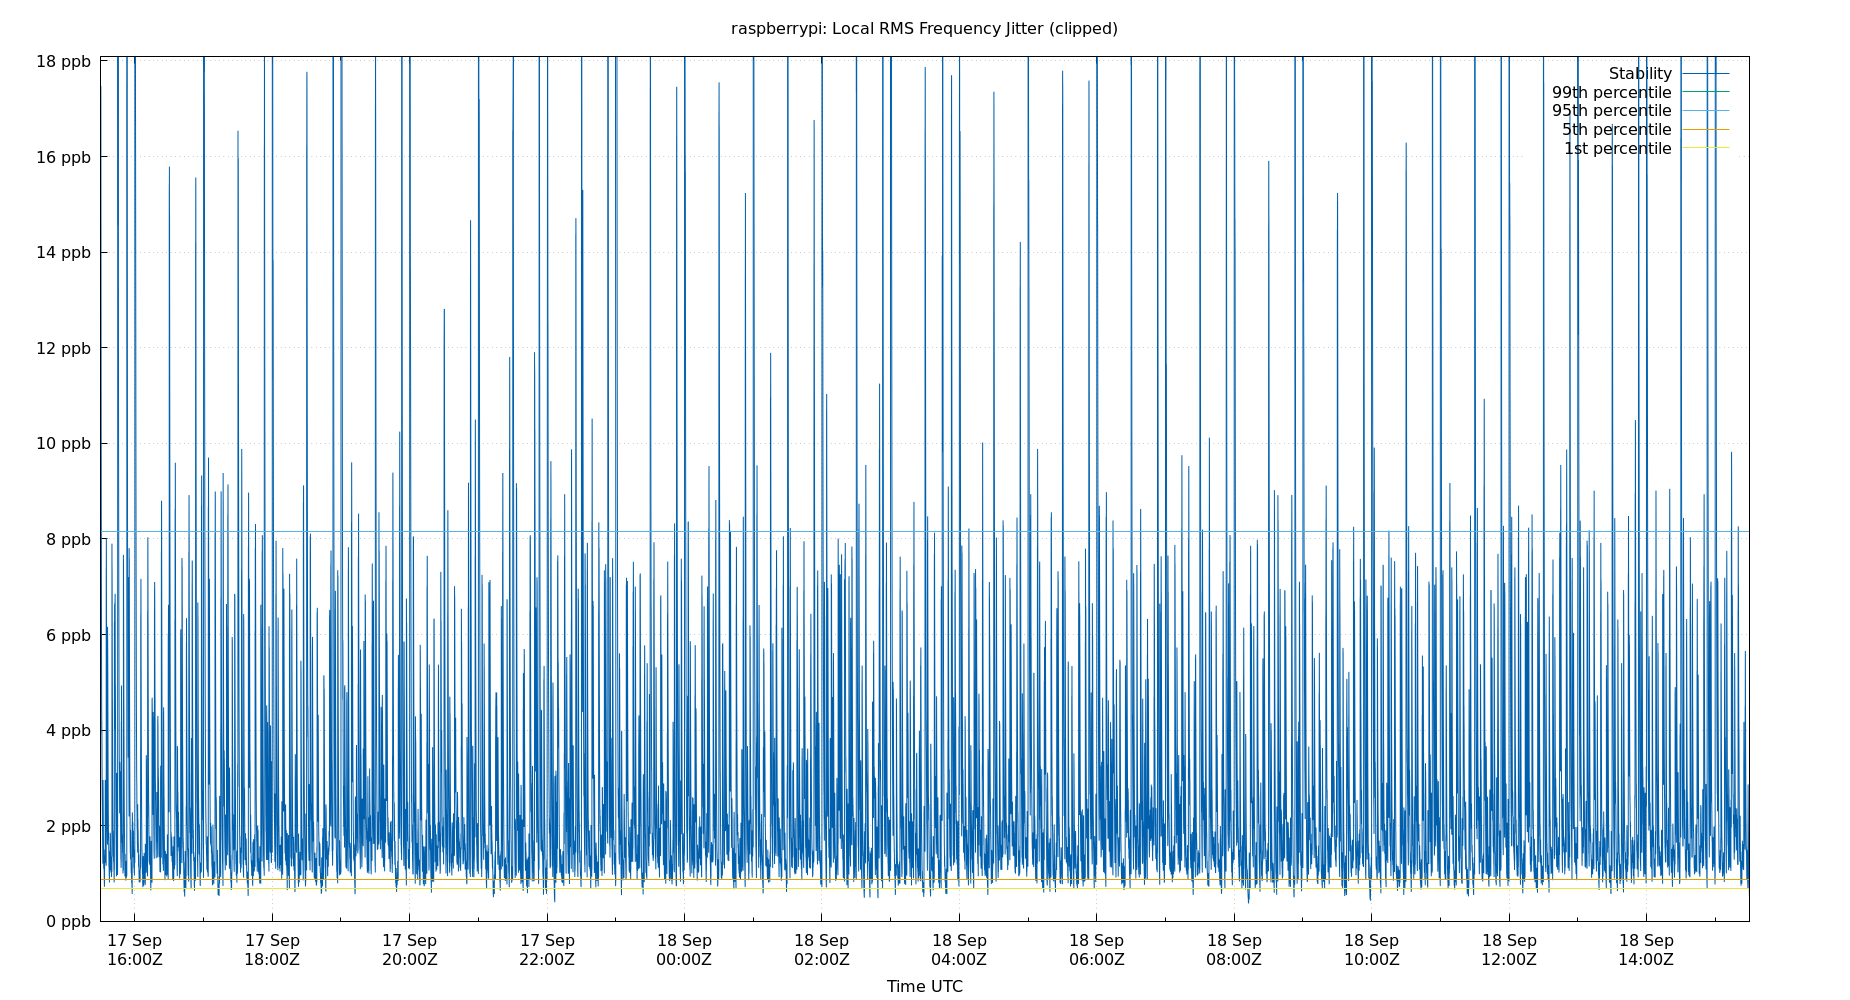 raspberrypi: Local RMS Frequency Jitter (clipped)
18 ppb
16 ppb
14 ppb
12 ppb
10 ppb
8 ppb
6 ppb
4 ppb
2 ppb
0 ppb
Stability
99th percentile
95th percentile
5th percentile
1st percentile
17 Sep 17 Sep 17 Sep 17 Sep 18 Sep 18 Sep 18 Sep 18 Sep 18 Sep 18 Sep 18 Sep 18 Sep
16:00Z 18:00Z 20:00Z 22:00Z 00:00Z 02:00Z 04:00Z 06:00Z 08:00Z 10:00Z 12:00Z 14:00Z
Time UTC